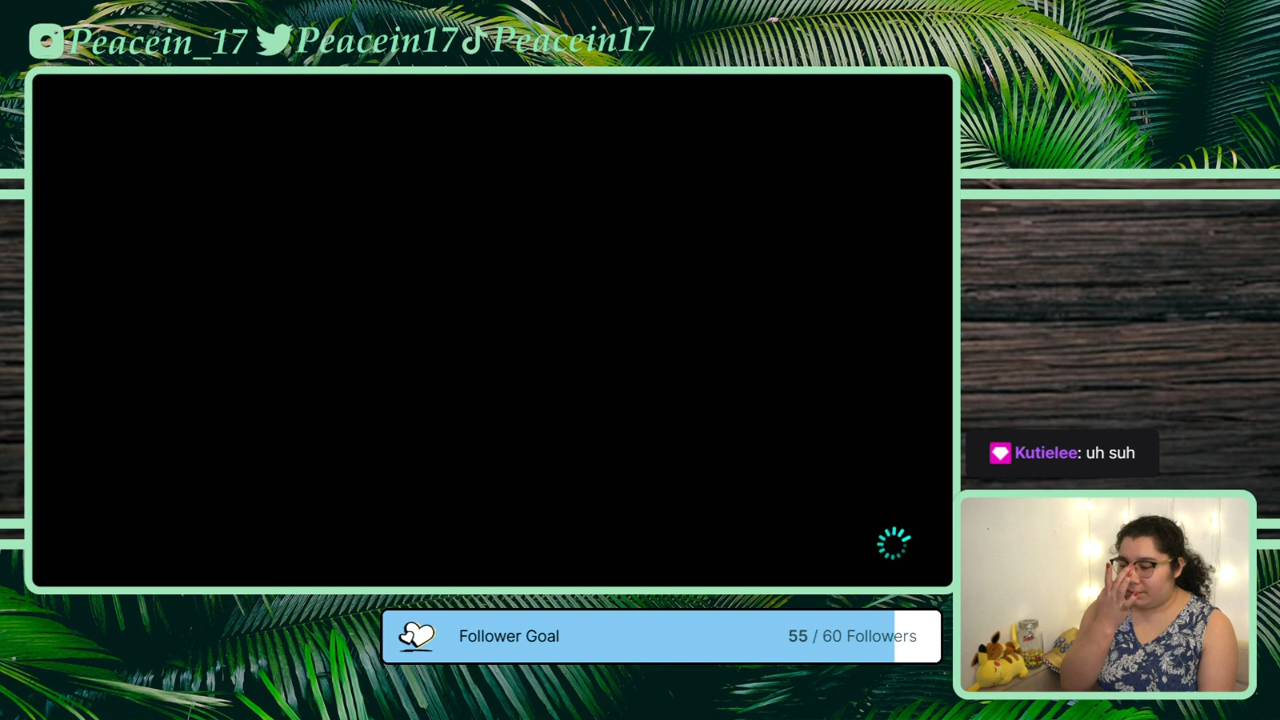 Peacein_17 Peacein17 Peacein17
Kutielee: uh suh
Follower Goal 55 / 60 Followers